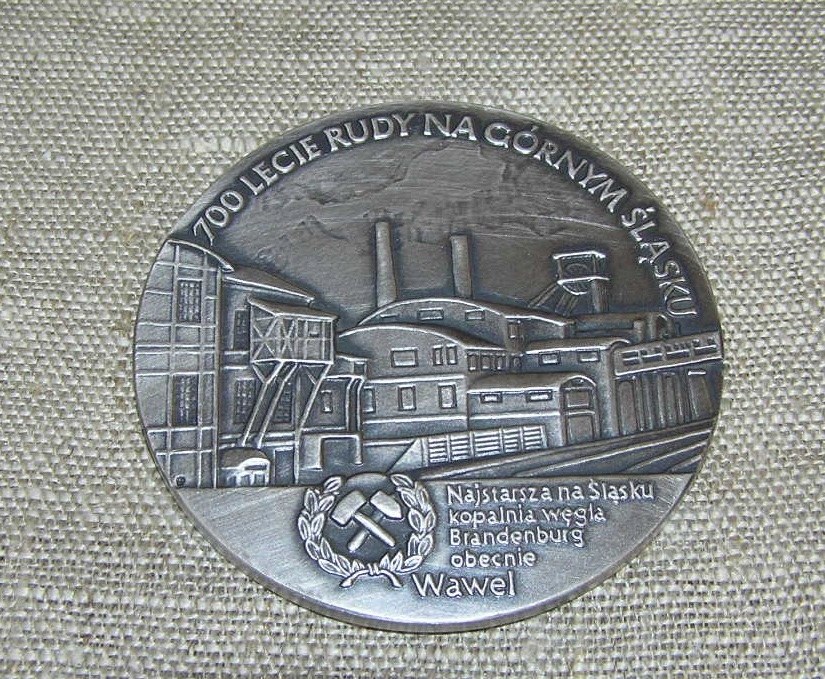 700 LECIE RUDY NA GÓRNYM ŚLĄSKU
Najstarsza na Śląsku
kopalnia węgla
Brandenburg
obecnie
Wawel